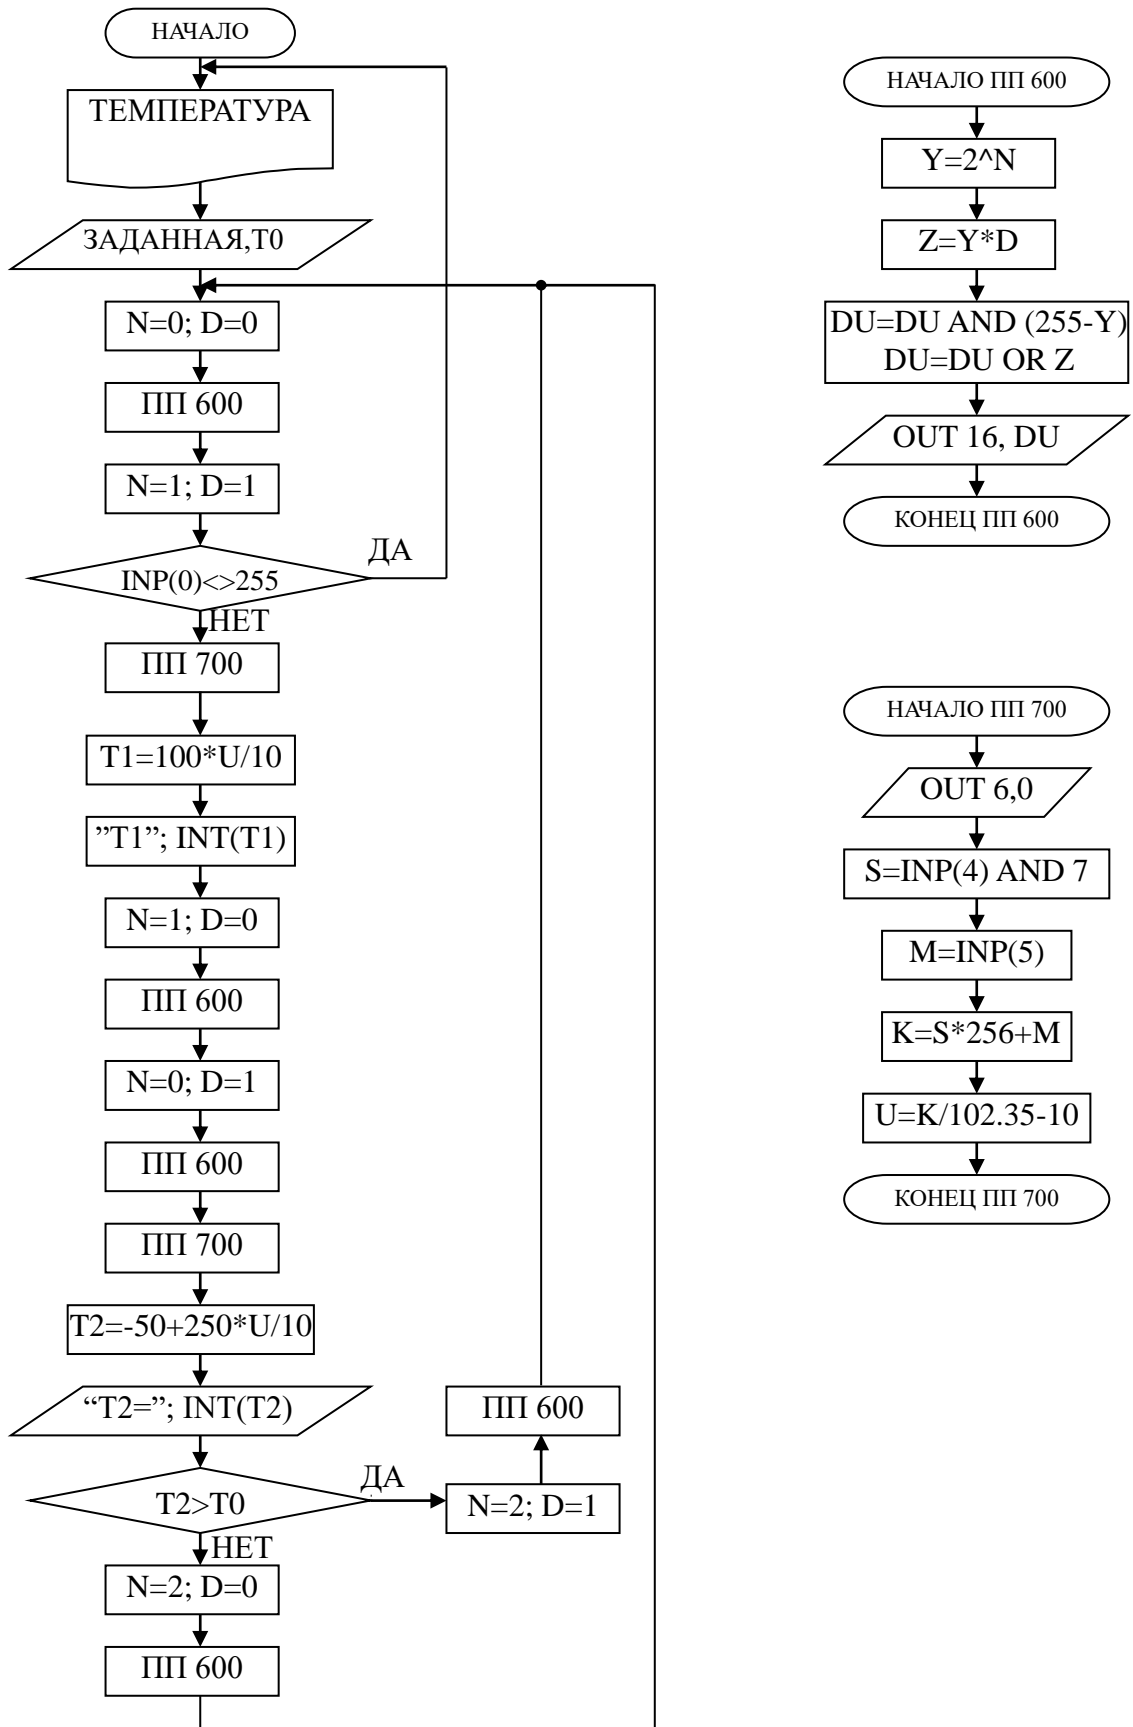 НАЧАЛО
ТЕМПЕРАТУРА
ЗАДАННАЯ,Т0
N=0; D=0
ПП 600
N=1; D=1
INP(0)<>255
ДА
НЕТ
ПП 700
T1=100*U/10
”T1”; INT(T1)
N=1; D=0
ПП 600
N=0; D=1
ПП 600
ПП 700
T2=-50+250*U/10
“T2=”; INT(T2)
T2>T0
ДА
N=2; D=1
ПП 600
НЕТ
N=2; D=0
ПП 600
НАЧАЛО ПП 600
Y=2^N
Z=Y*D
DU=DU AND (255-Y)
DU=DU OR Z
OUT 16, DU
КОНЕЦ ПП 600
НАЧАЛО ПП 700
OUT 6,0
S=INP(4) AND 7
M=INP(5)
K=S*256+M
U=K/102.35-10
КОНЕЦ ПП 700